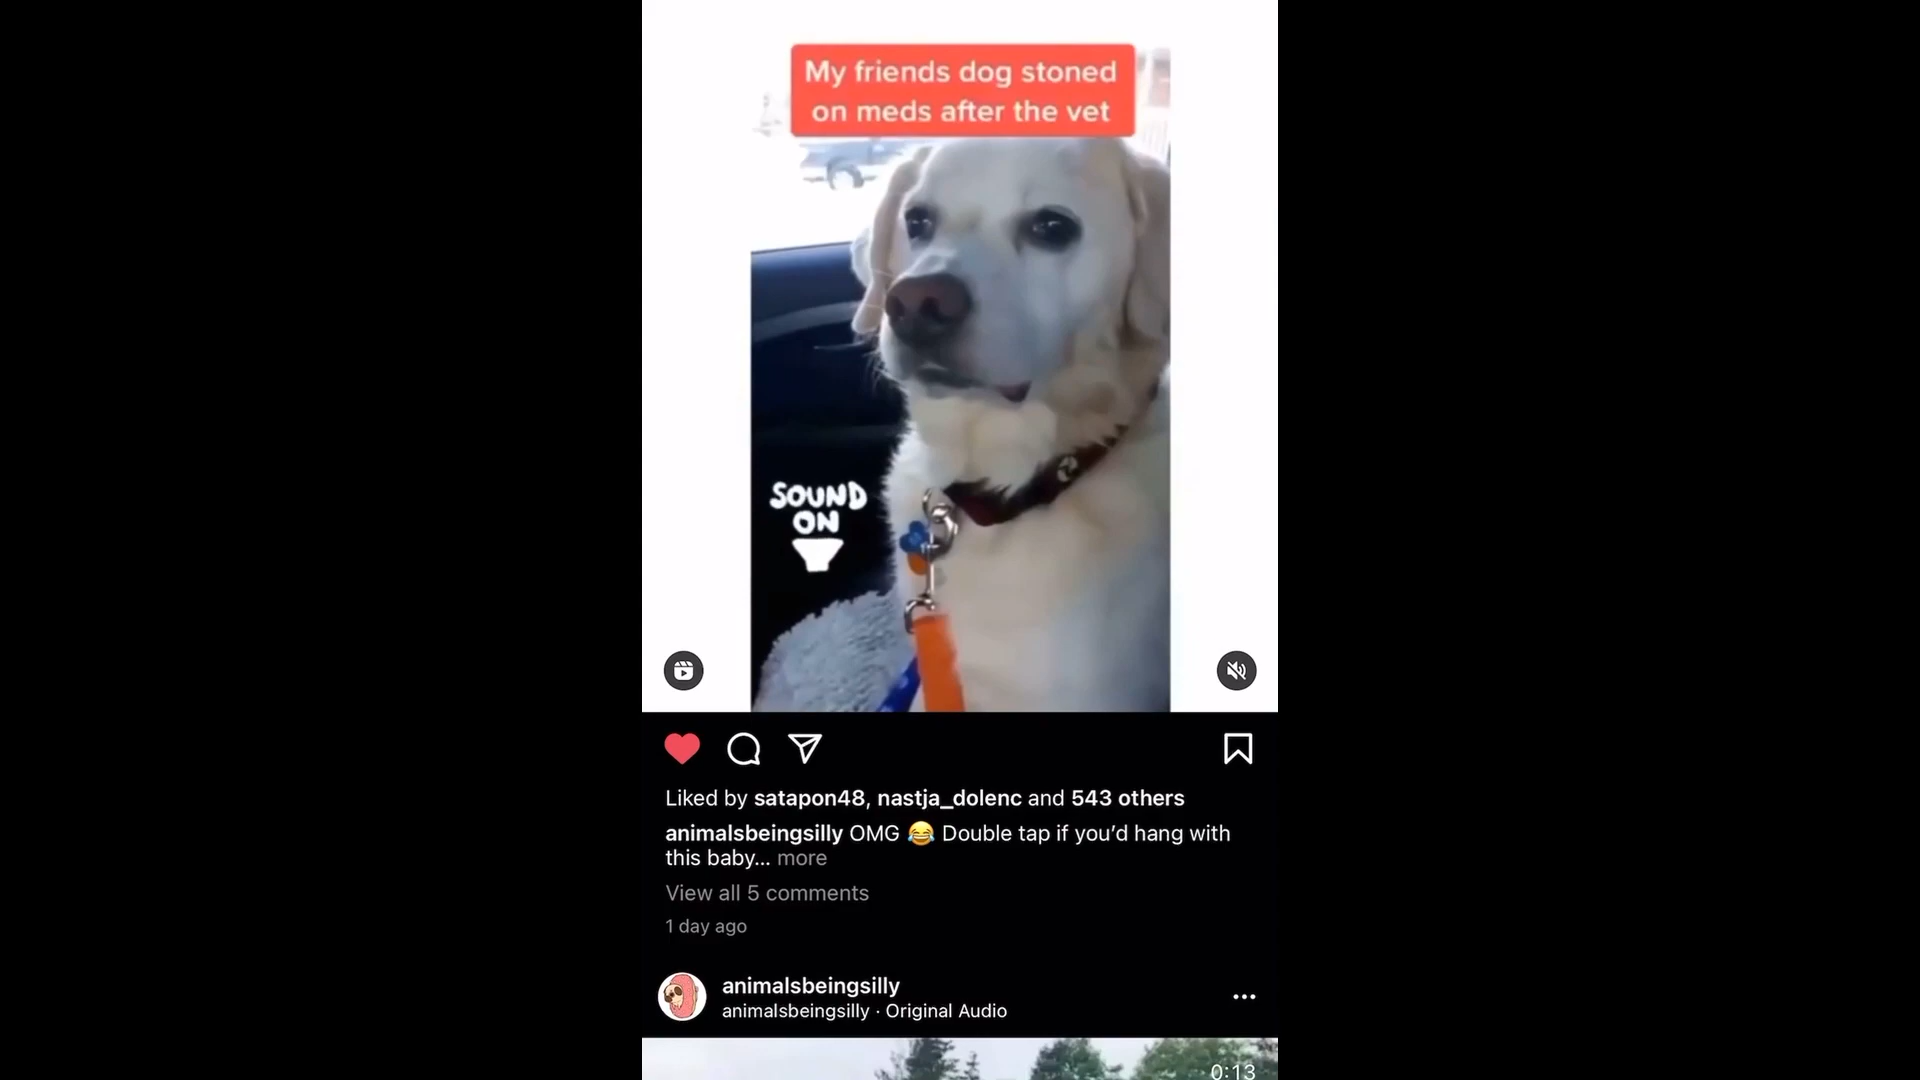 My friends dog stoned
on meds after the vet
SOUND
ON
Liked by satapon48, nastja_dolenc and 543 others
animalsbeingsilly OMG 😂 Double tap if you’d hang with
this baby... more
View all 5 comments
1 day ago
animalsbeingsilly
animalsbeingsilly · Original Audio
0:13